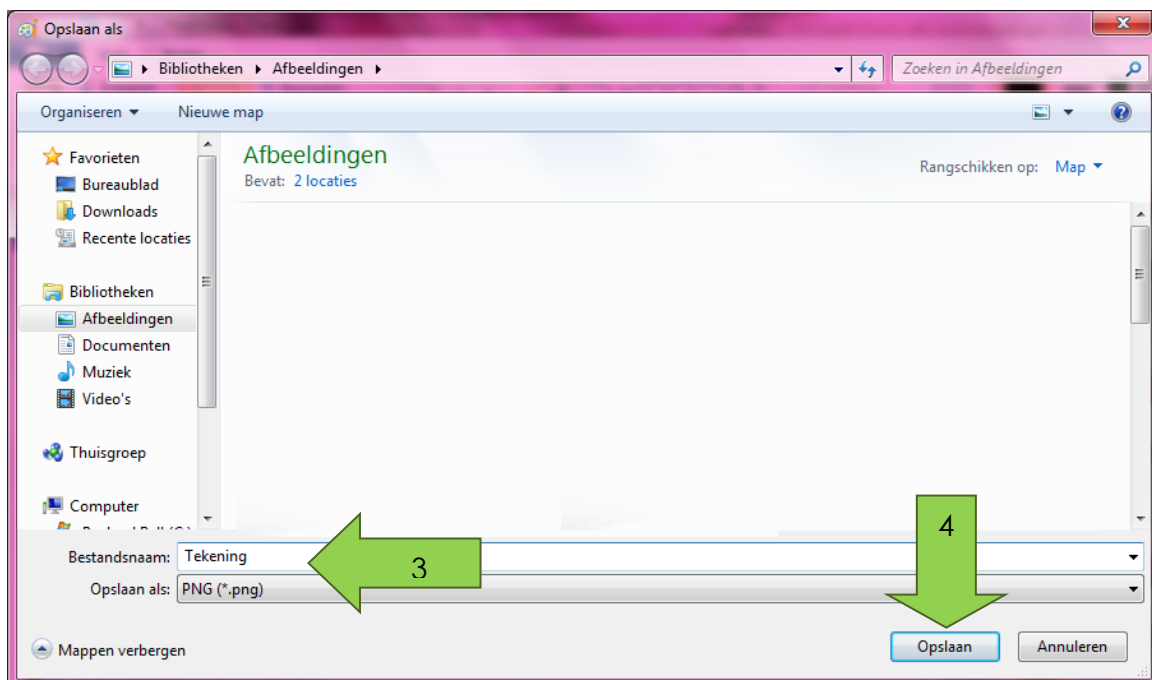 Opslaan als
Bibliotheken Afbeeldingen
Zoeken in Afbeeldingen
Organiseren Nieuwe map
Favorieten
Bureaublad
Downloads
Recente locaties
Bibliotheken
Afbeeldingen
Documenten
Muziek
Video's
Thuisgroep
Computer
Afbeeldingen
Bevat: 2 locaties
Rangschikken op: Map
Bestandsnaam: Tekening
Opslaan als: PNG (*.png)
3
4
Mappen verbergen
Opslaan
Annuleren